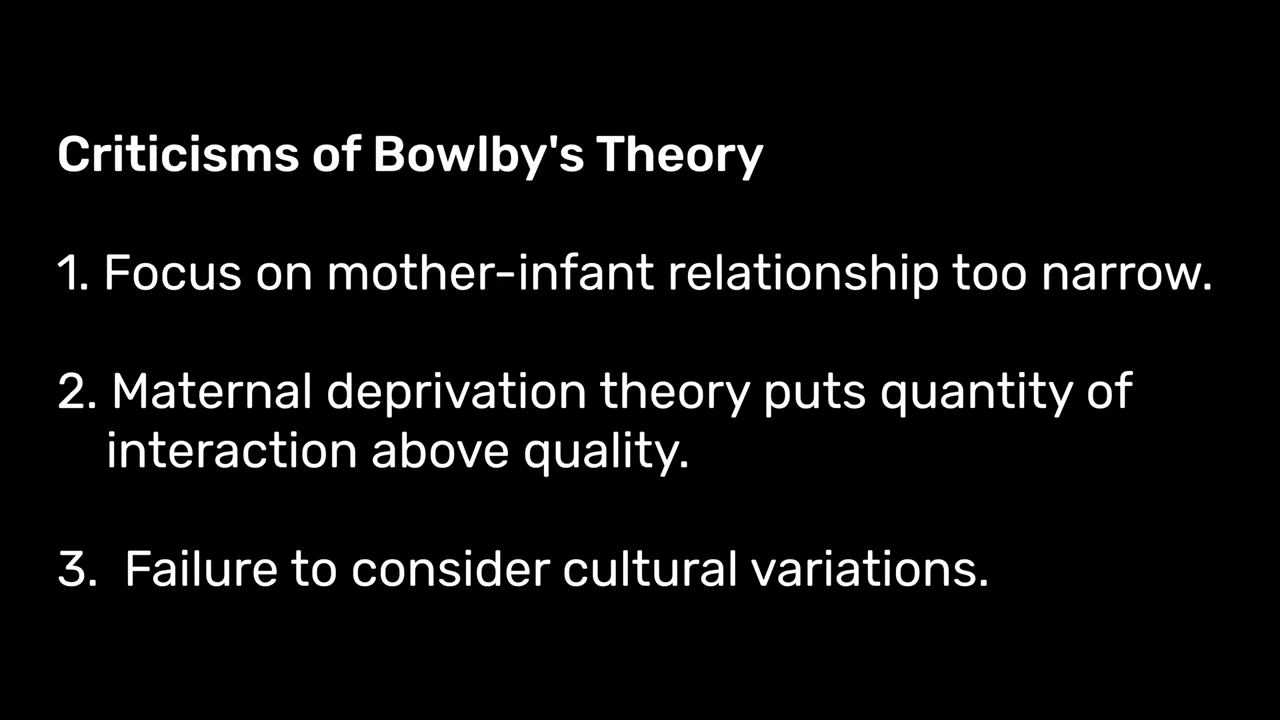 Criticisms of Bowlby's Theory
1. Focus on mother-infant relationship too narrow.
2. Maternal deprivation theory puts quantity of
interaction above quality.
3. Failure to consider cultural variations.